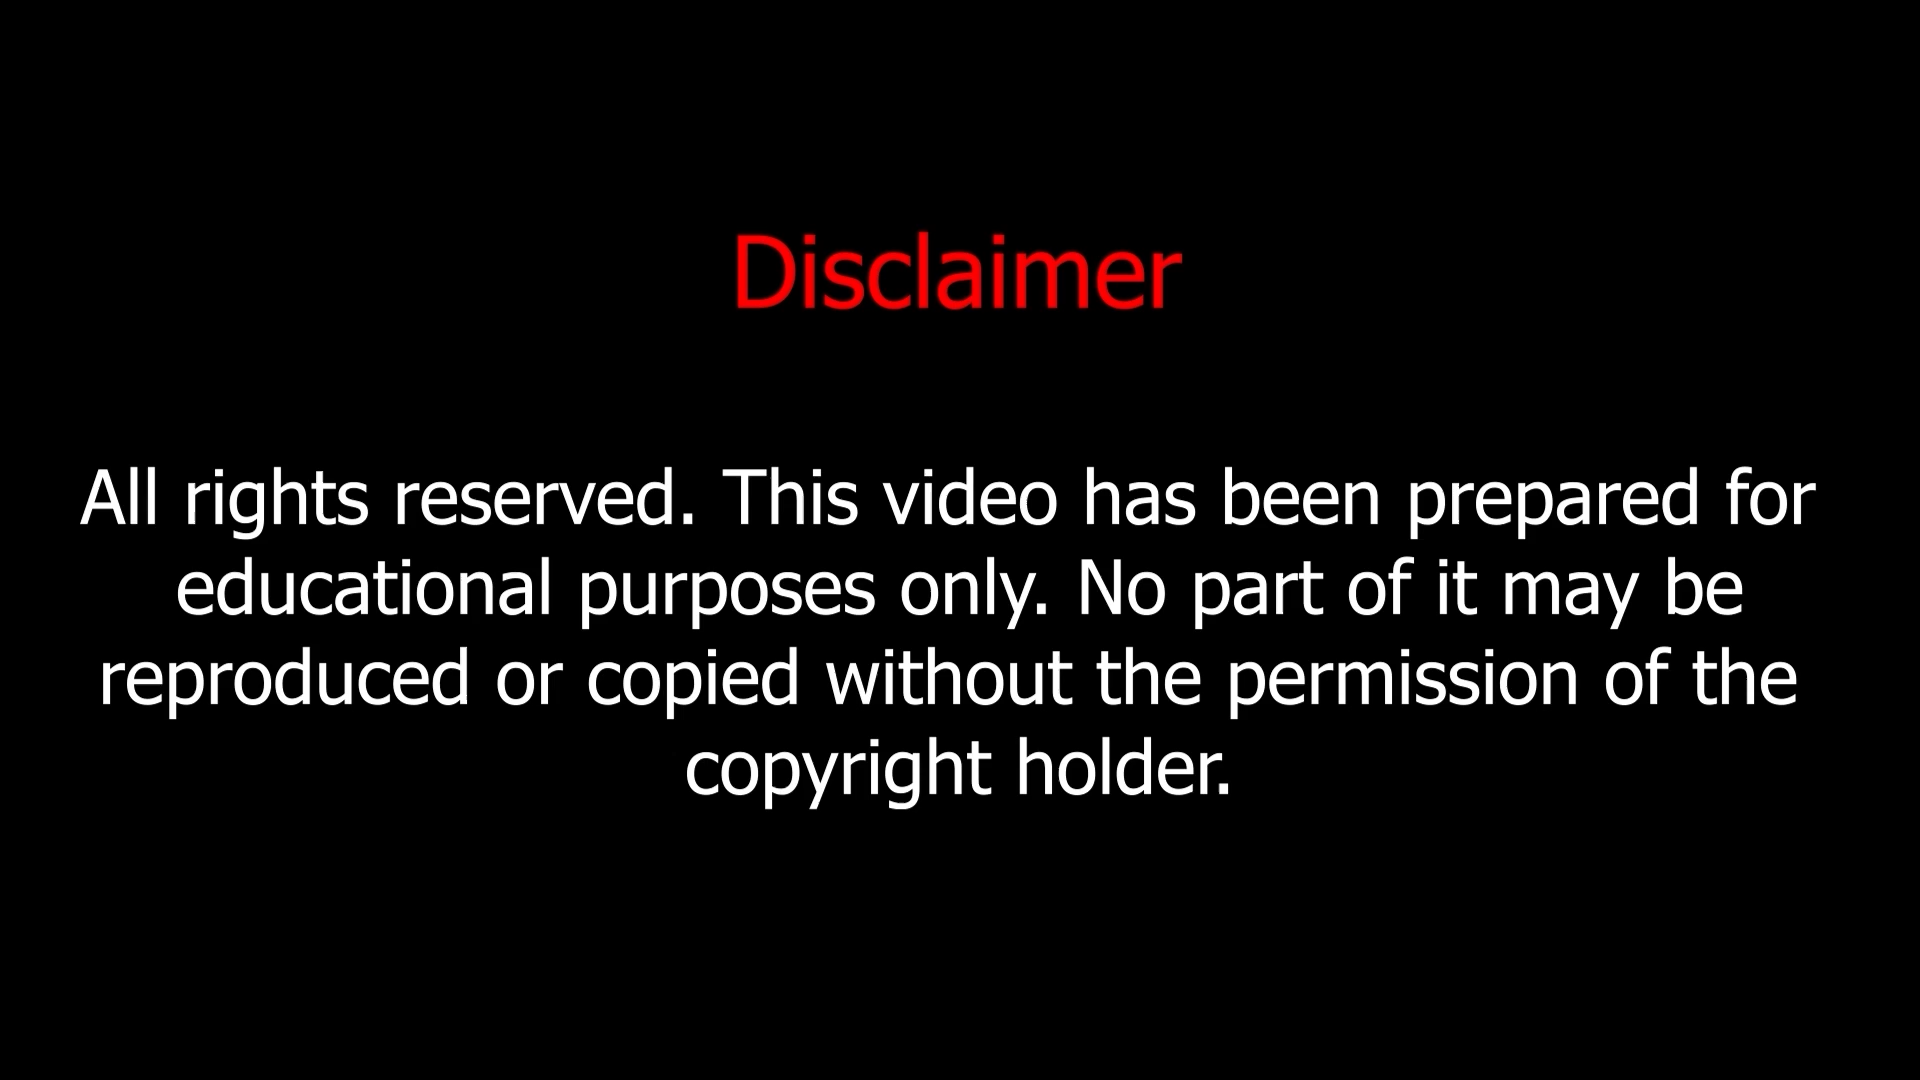 Disclaimer
All rights reserved. This video has been prepared for
educational purposes only. No part of it may be
reproduced or copied without the permission of the
copyright holder.